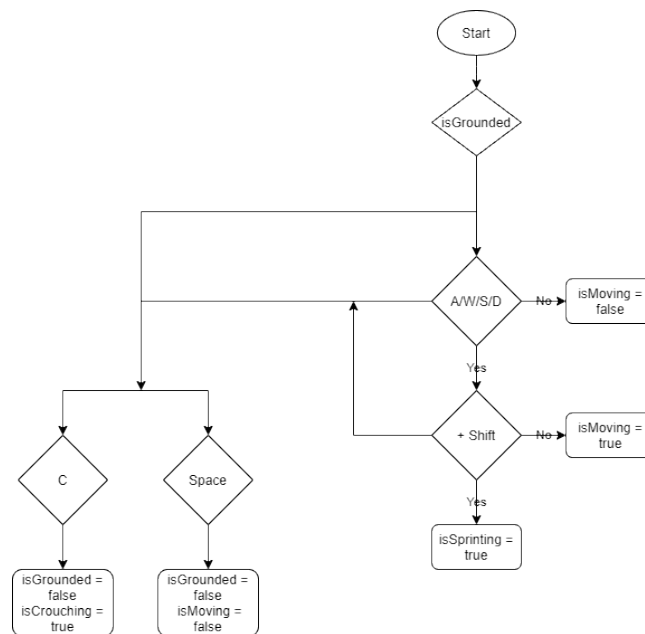 Start
isGrounded
A/W/S/D
No
isMoving =
false
Yes
+ Shift
No
isMoving =
true
C
Space
Yes
isSprinting =
true
isGrounded =
false
isCrouching =
true
isGrounded =
false
isMoving =
false